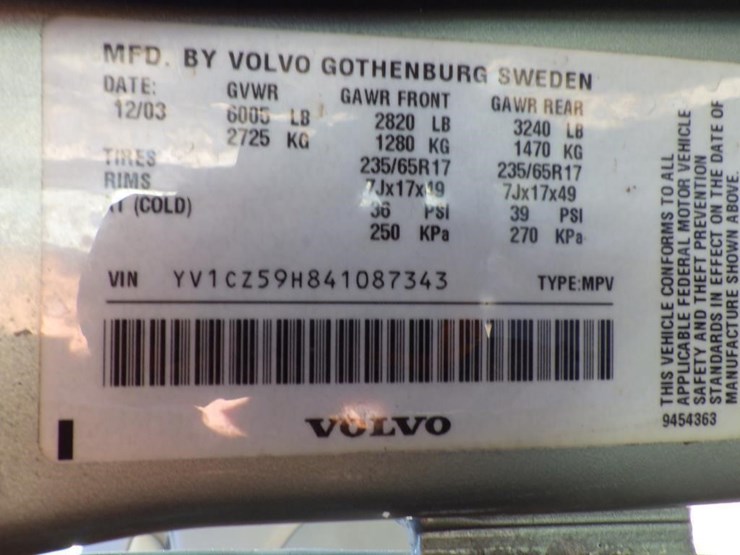 MFD. BY VOLVO GOTHENBURG SWEDEN
DATE: GVWR GAWR FRONT GAWR REAR
12/03 6005 LB 2820 LB 3240 LB
2725 KG 1280 KG 1470 KG
TIRES 235/65R17 235/65R17
RIMS 7Jx17x49 7Jx17x49
(COLD) 36 PSI 39 PSI
250 KPa 270 KPa
VIN YV1CZ59H841087343 TYPE:MPV
VOLVO
THIS VEHICLE CONFORMS TO ALL
APPLICABLE FEDERAL MOTOR VEHICLE
SAFETY AND THEFT PREVENTION
STANDARDS IN EFFECT ON THE DATE OF
MANUFACTURE SHOWN ABOVE.
9454363